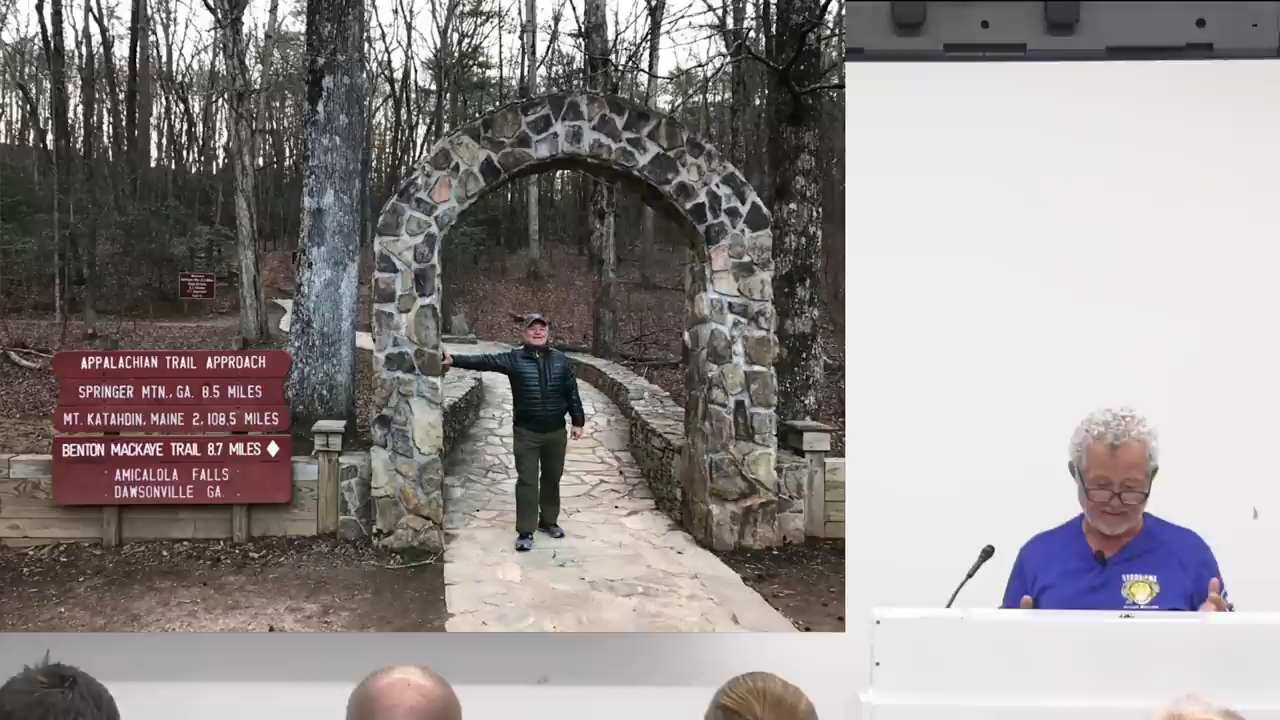 APPALACHIAN TRAIL APPROACH
SPRINGER MTN., GA. 8.5 MILES
MT. KATAHDIN, MAINE 2,108.5 MILES
BENTON MACKAYE TRAIL 8.7 MILES
AMICALOLA FALLS
DAWSONVILLE GA.